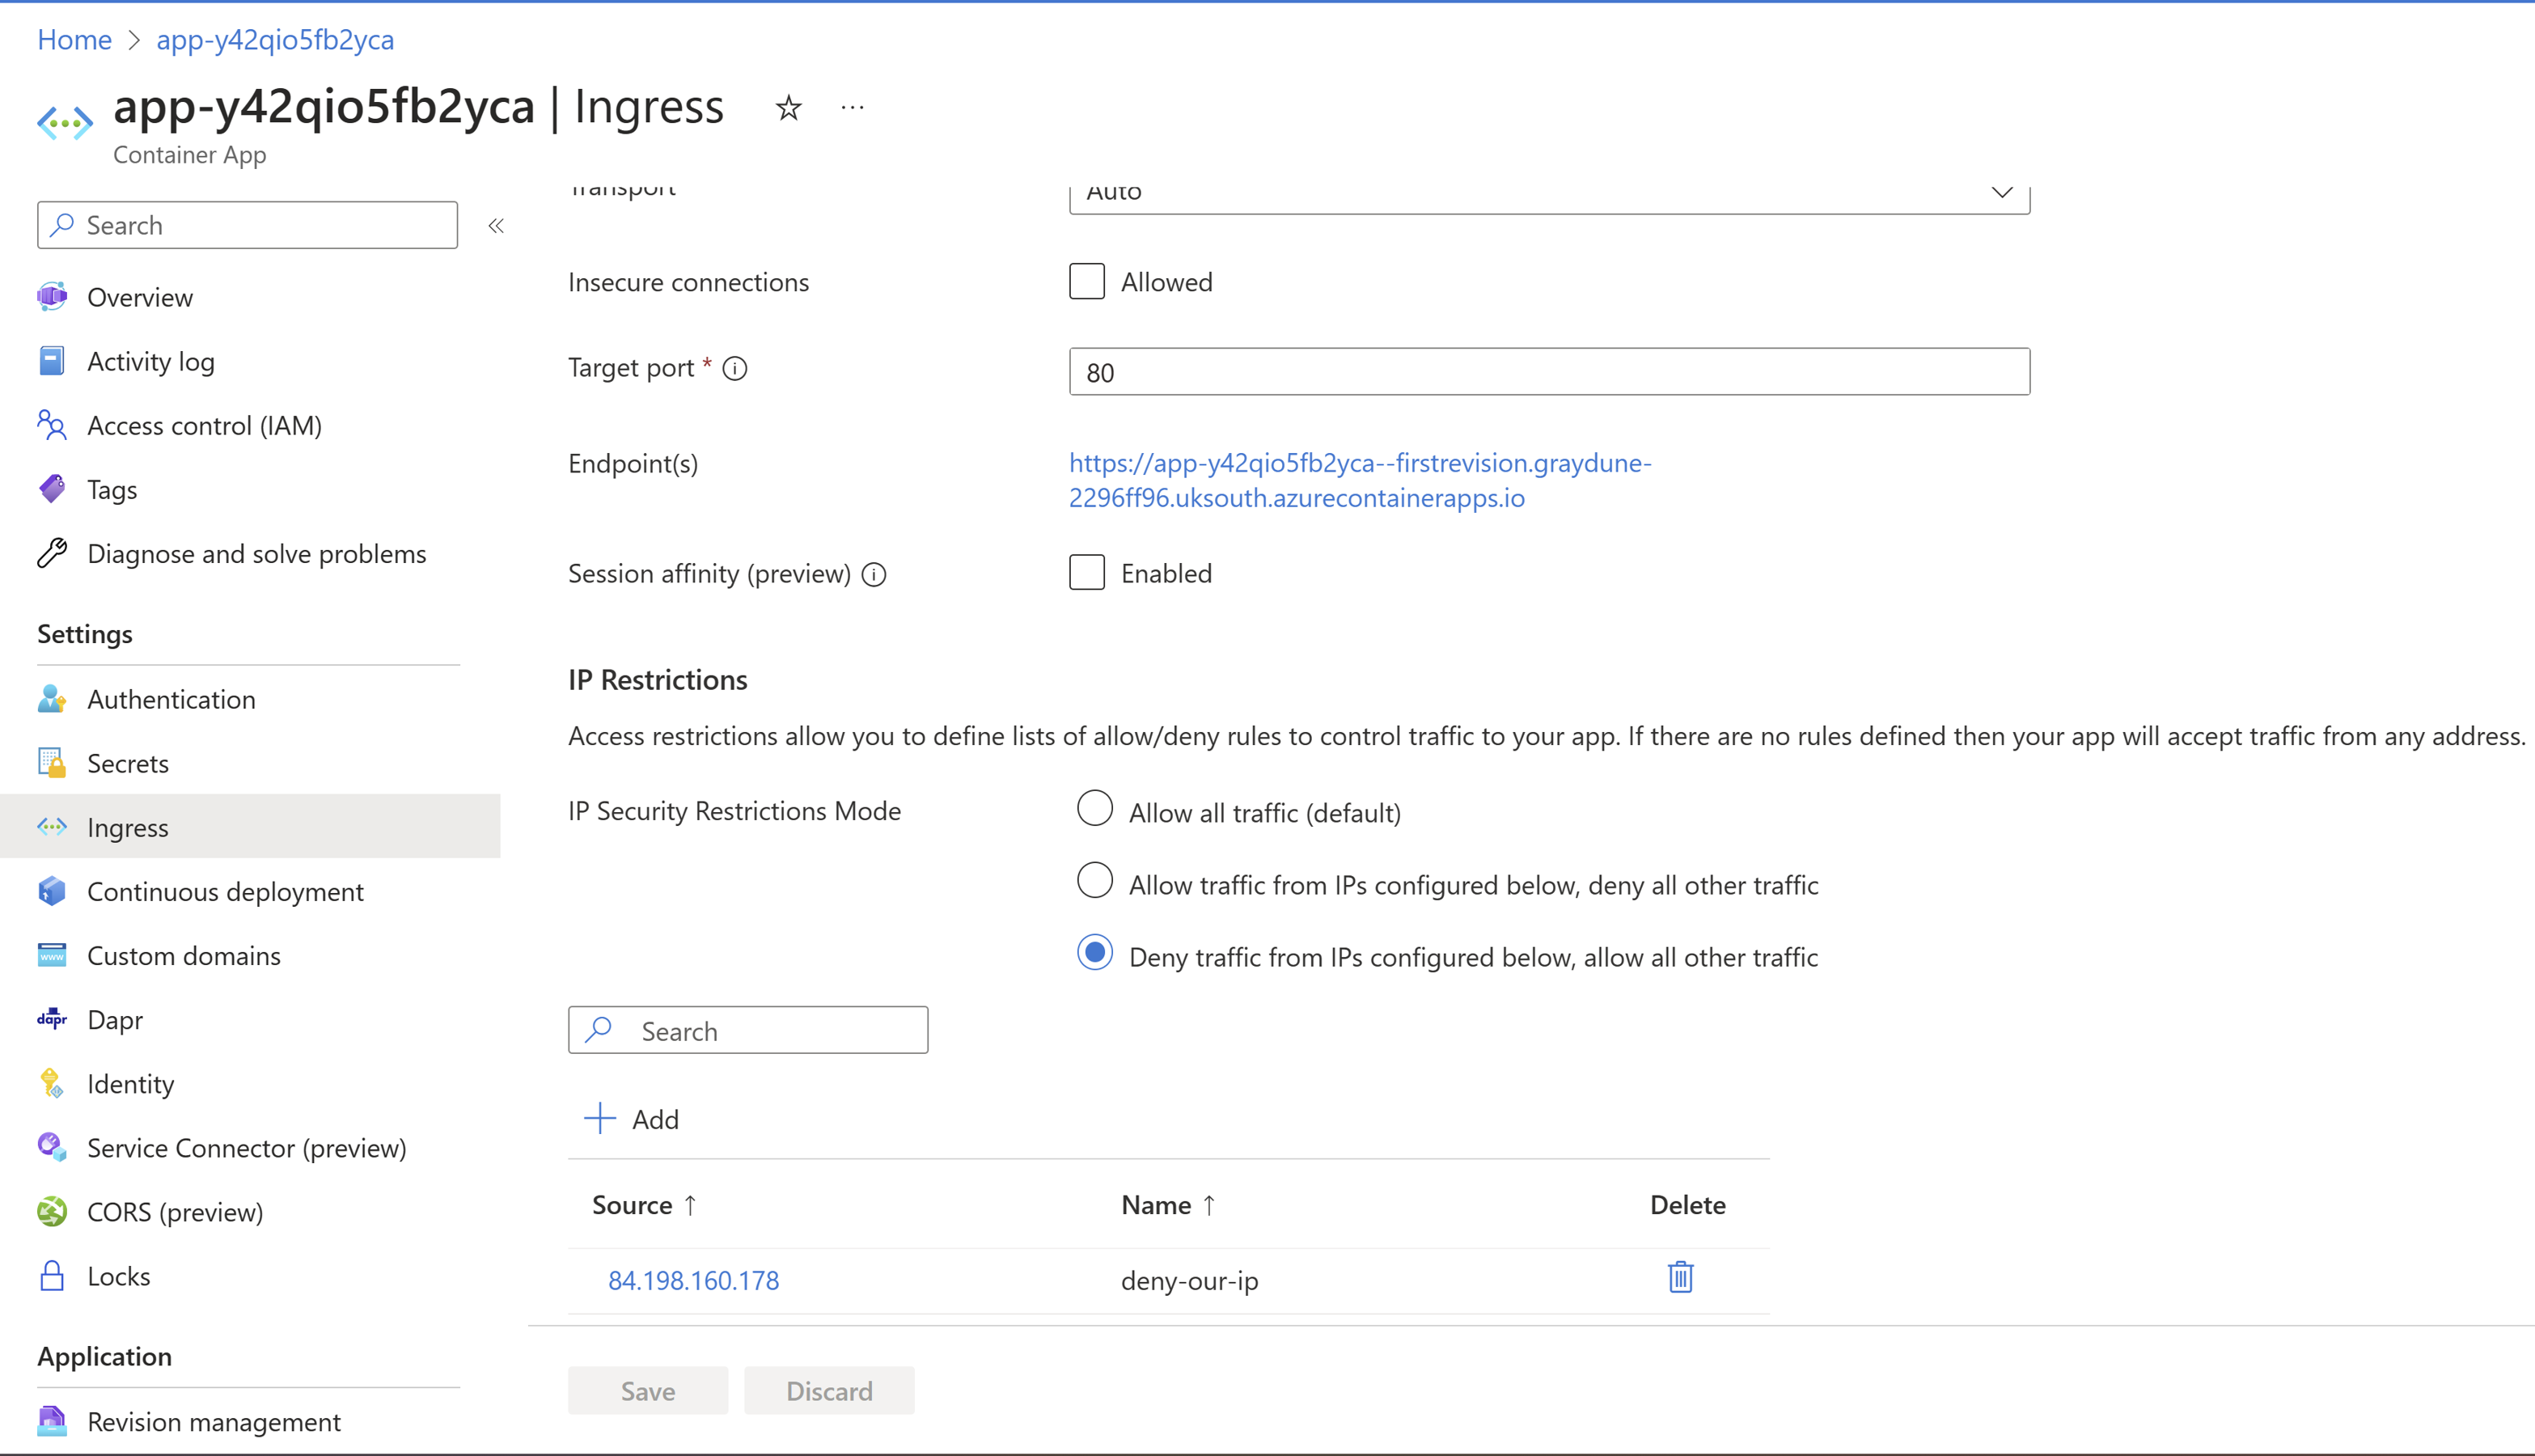 Home > app-y42qio5fb2yca
app-y42qio5fb2yca | Ingress
Container App
Search
Overview
Activity log
Access control (IAM)
Tags
Diagnose and solve problems
Settings
Authentication
Secrets
Ingress
Continuous deployment
Custom domains
www
dapr
Dapr
Identity
Service Connector (preview)
CORS (preview)
Locks
Application
Revision management
Transport
Auto
Insecure connections
Allowed
Target port *
80
Endpoint(s)
https://app-y42qio5fb2yca--firstrevision.graydune-
2296ff96.uksouth.azurecontainerapps.io
Session affinity (preview)
Enabled
IP Restrictions
Access restrictions allow you to define lists of allow/deny rules to control traffic to your app. If there are no rules defined then your app will accept traffic from any address.
IP Security Restrictions Mode
Allow all traffic (default)
Allow traffic from IPs configured below, deny all other traffic
Deny traffic from IPs configured below, allow all other traffic
Search
Add
Source ↑ Name ↑ Delete
84.198.160.178 deny-our-ip
Save Discard